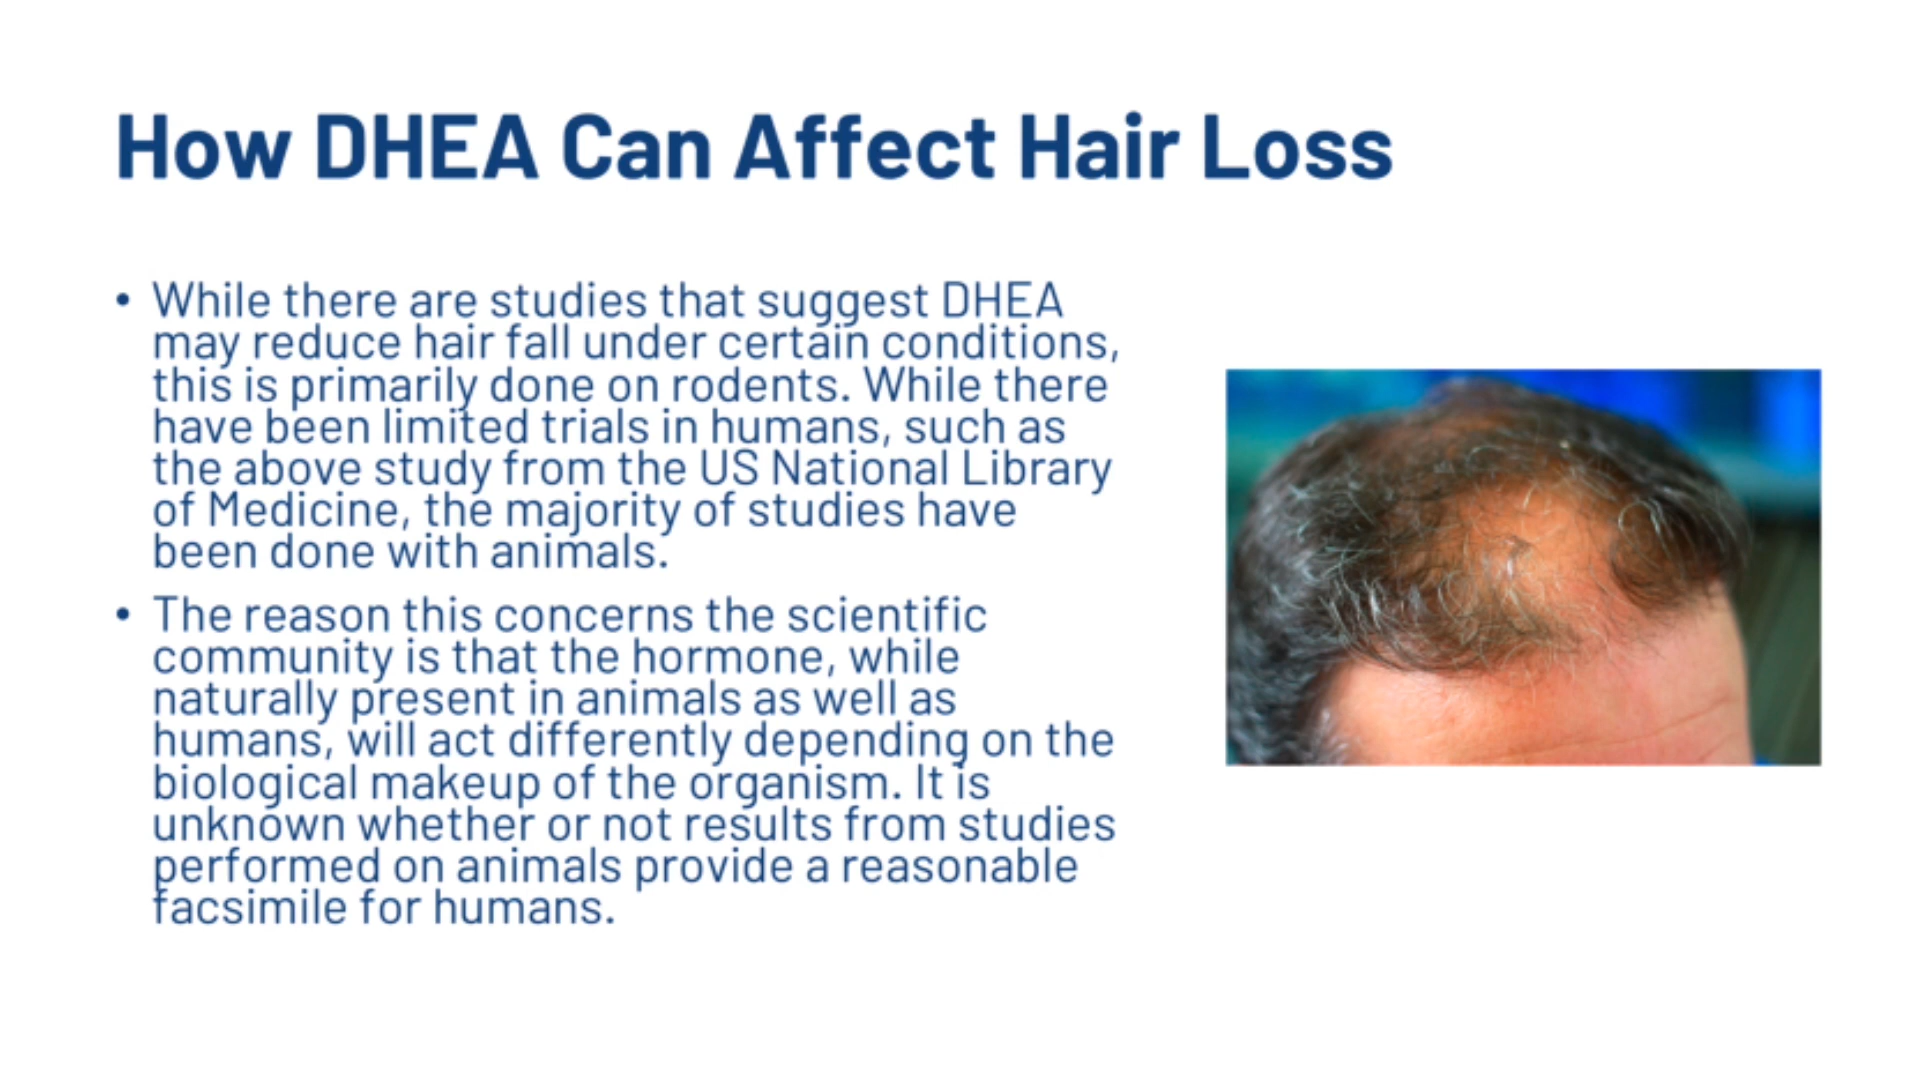 How DHEA Can Affect Hair Loss
• While there are studies that suggest DHEA
may reduce hair fall under certain conditions,
this is primarily done on rodents. While there
have been limited trials in humans, such as
the above study from the US National Library
of Medicine, the majority of studies have
been done with animals.
• The reason this concerns the scientific
community is that the hormone, while
naturally present in animals as well as
humans, will act differently depending on the
biological makeup of the organism. It is
unknown whether or not results from studies
performed on animals provide a reasonable
facsimile for humans.